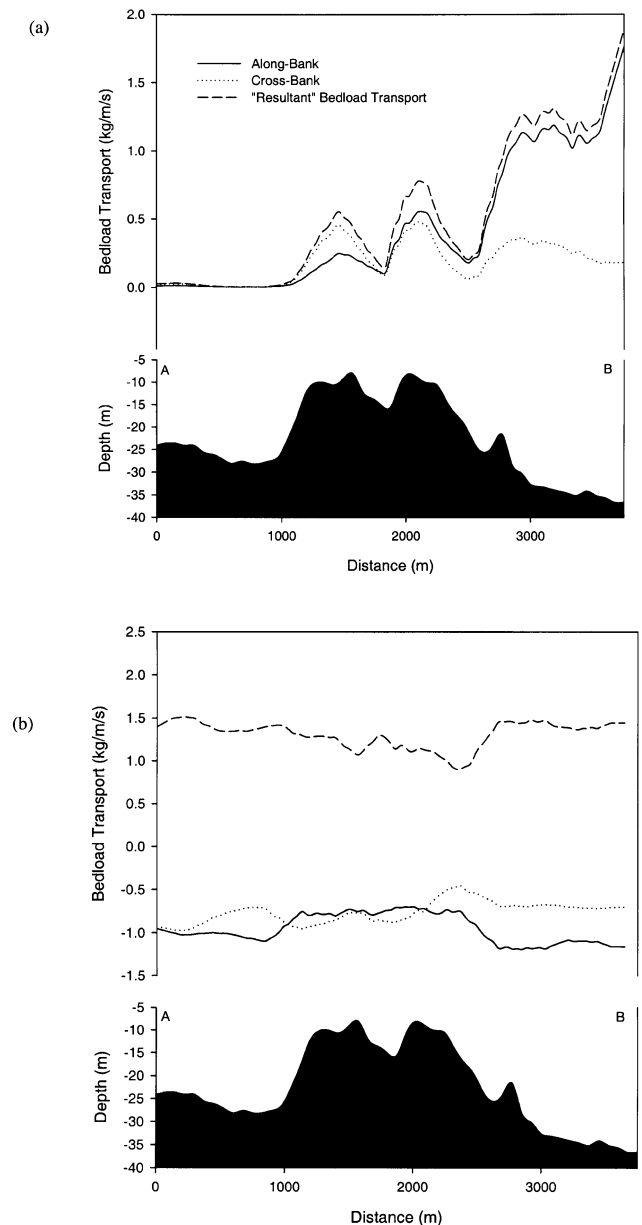 (a)
2.0
1.5
1.0
0.5
0.0
Bedload Transport (kg/m/s)
Along-Bank
Cross-Bank
"Resultant" Bedload Transport
A
B
-5
-10
-15
-20
-25
-30
-35
-40
Depth (m)
0
1000
2000
3000
Distance (m)
(b)
2.5
2.0
1.5
1.0
0.5
0.0
-0.5
-1.0
-1.5
Bedload Transport (kg/m/s)
A
B
-5
-10
-15
-20
-25
-30
-35
-40
Depth (m)
0
1000
2000
3000
Distance (m)